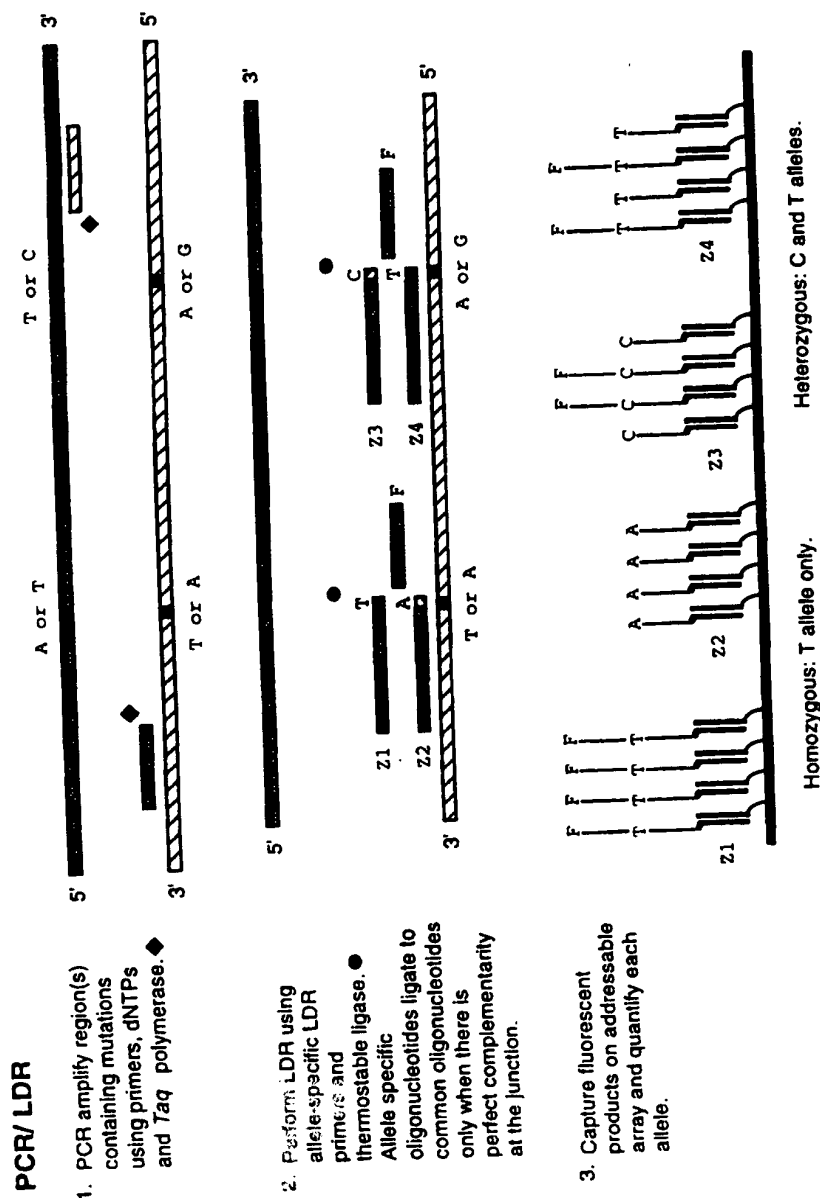 PCR/ LDR
1. PCR amplify region(s)
containing mutations
using primers, dNTPs
and Taq polymerase. ◆
5' 3'
A or T T or C
3' 5'
T or A A or G
2. Perform LDR using
allele-specific LDR
primers and
thermostable ligase. ●
Allele specific
oligonucleotides ligate to
common oligonucleotides
only when there is
perfect complementarity
at the junction.
5' 3'
Z1 T F Z3 C F
Z2 A Z4 T
3' 5'
T or A A or G
3. Capture fluorescent
products on addressable
array and quantify each
allele.
F F F F F F F F
T T T T A A A A C C C C T T T T
Z1 Z2 Z3 Z4
Homozygous: T allele only. Heterozygous: C and T alleles.